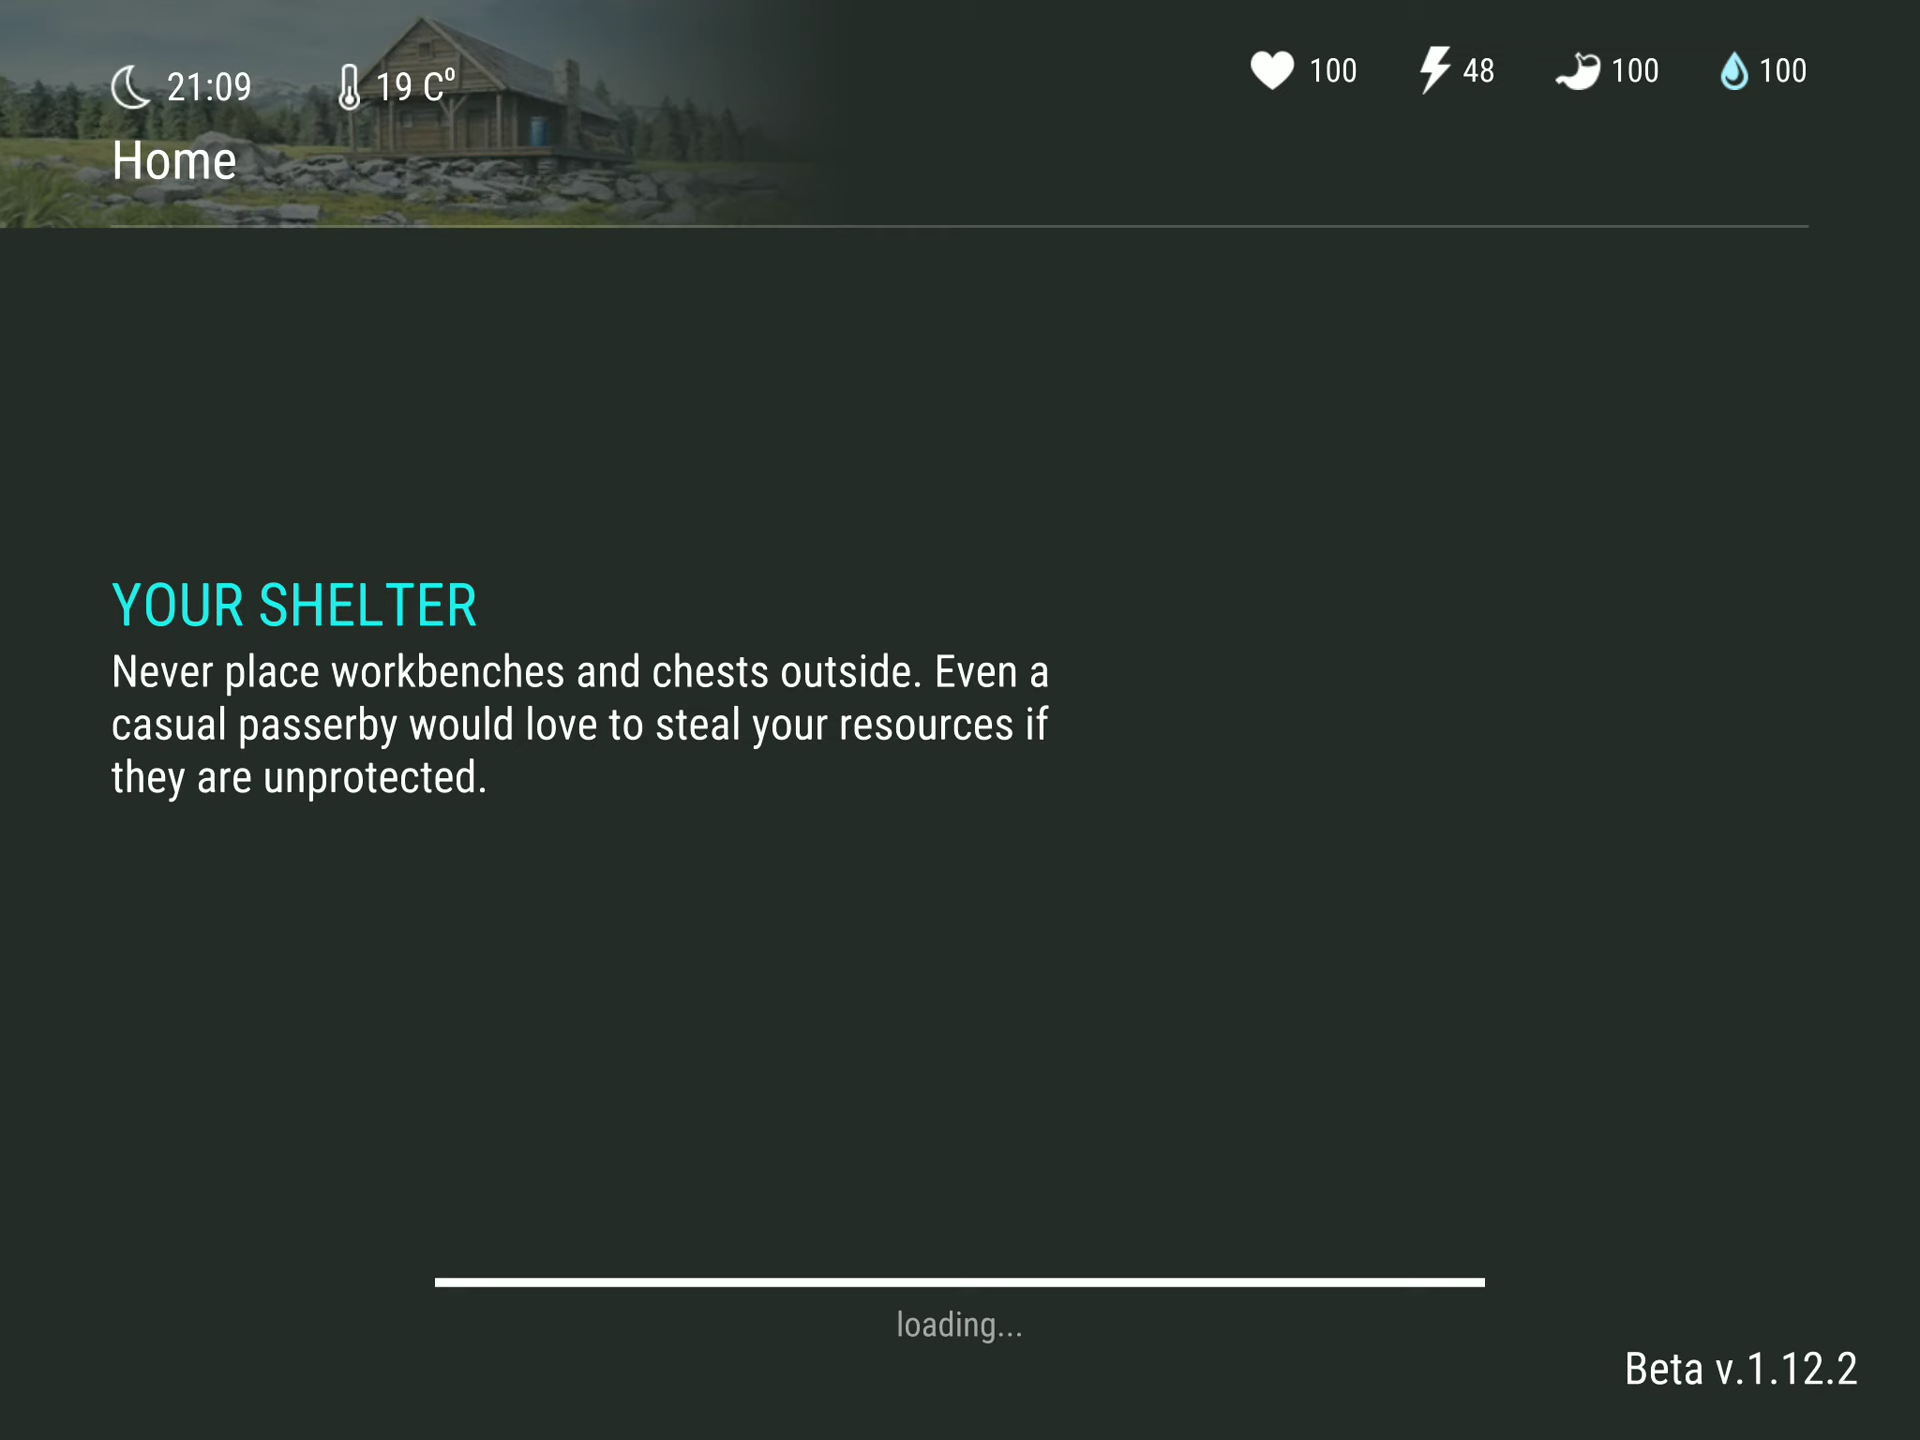 21:09
19 Cº
100
48
100
100
Home
YOUR SHELTER
Never place workbenches and chests outside. Even a
casual passerby would love to steal your resources if
they are unprotected.
loading...
Beta v.1.12.2